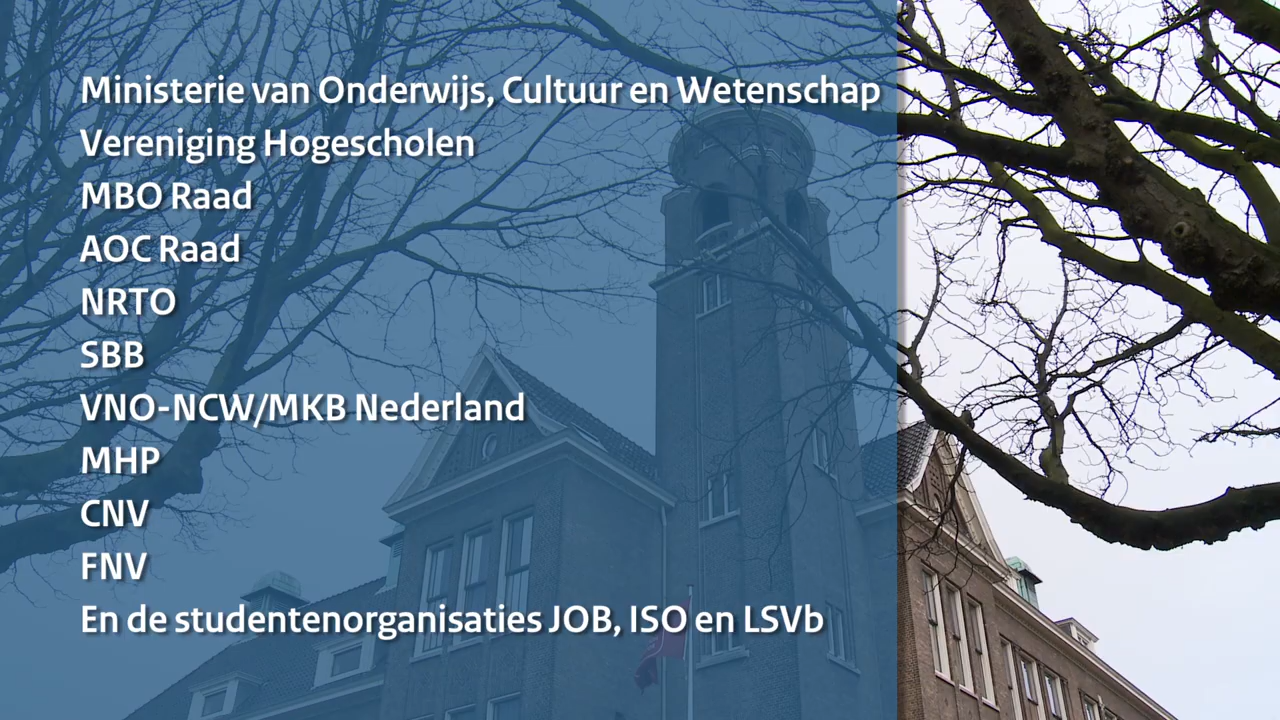 Ministerie van Onderwijs, Cultuur en Wetenschap
Vereniging Hogescholen
MBO Raad
AOC Raad
NRTO
SBB
VNO-NCW/MKB Nederland
MHP
CNV
FNV
En de studentenorganisaties JOB, ISO en LSVb